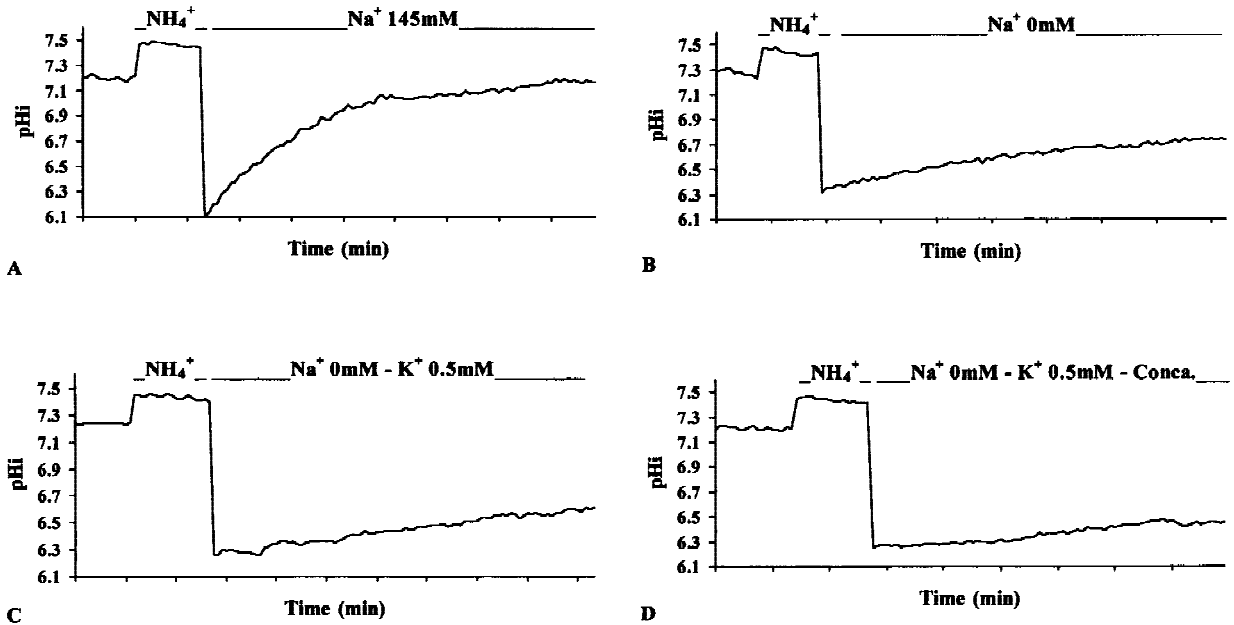 NH₄⁺ Na⁺ 145mM
7.5
7.3
7.1
6.9
6.7
6.5
6.3
6.1
pHi
Time (min)
A
NH₄⁺ Na⁺ 0mM
7.5
7.3
7.1
6.9
6.7
6.5
6.3
6.1
pHi
Time (min)
B
NH₄⁺ Na⁺ 0mM - K⁺ 0.5mM
7.5
7.3
7.1
6.9
6.7
6.5
6.3
6.1
pHi
Time (min)
C
NH₄⁺ Na⁺ 0mM - K⁺ 0.5mM - Conca.
7.5
7.3
7.1
6.9
6.7
6.5
6.3
6.1
pHi
Time (min)
D